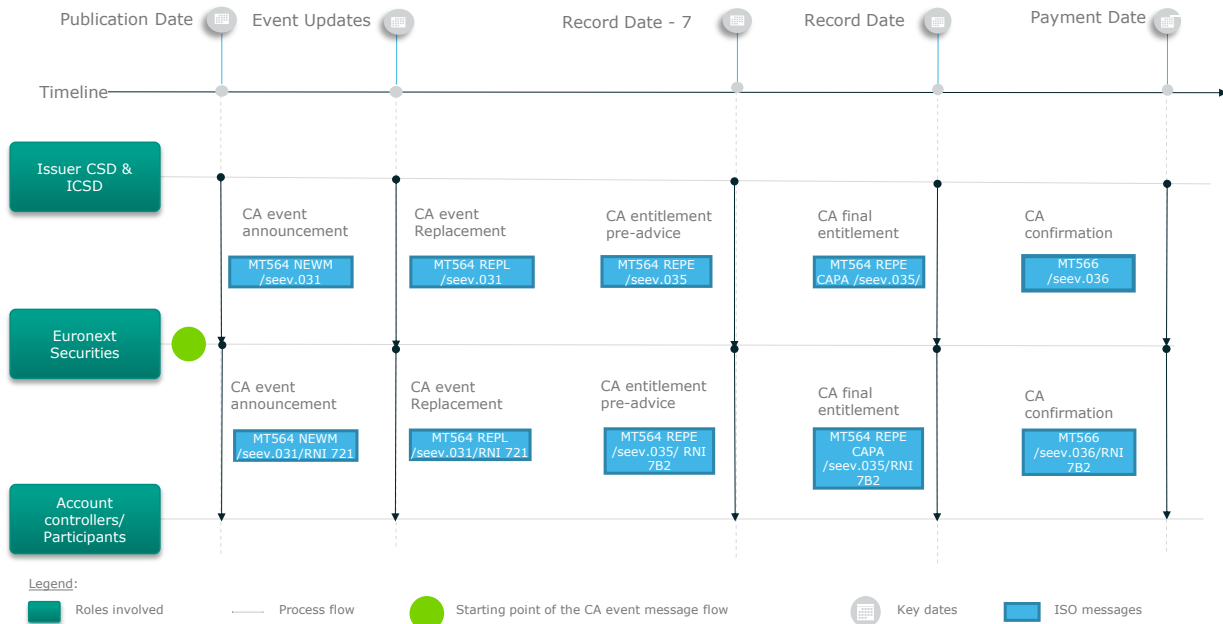 Publication Date
Event Updates
Record Date - 7
Record Date
Payment Date
Timeline
Issuer CSD &
ICSD
CA event
announcement
MT564 NEWM
/seev.031
CA event
Replacement
MT564 REPL
/seev.031
CA entitlement
pre-advice
MT564 REPE
/seev.035
CA final
entitlement
MT564 REPE
CAPA /seev.035/
CA
confirmation
MT566
/seev.036
Euronext
Securities
CA event
announcement
MT564 NEWM
/seev.031/RNI 721
CA event
Replacement
MT564 REPL
/seev.031/RNI 721
CA entitlement
pre-advice
MT564 REPE
/seev.035/ RNI
7B2
CA final
entitlement
MT564 REPE
CAPA
/seev.035/RNI
7B2
CA
confirmation
MT566
/seev.036/RNI
7B2
Account
controllers/
Participants
Legend:
Roles involved
Process flow
Starting point of the CA event message flow
Key dates
ISO messages